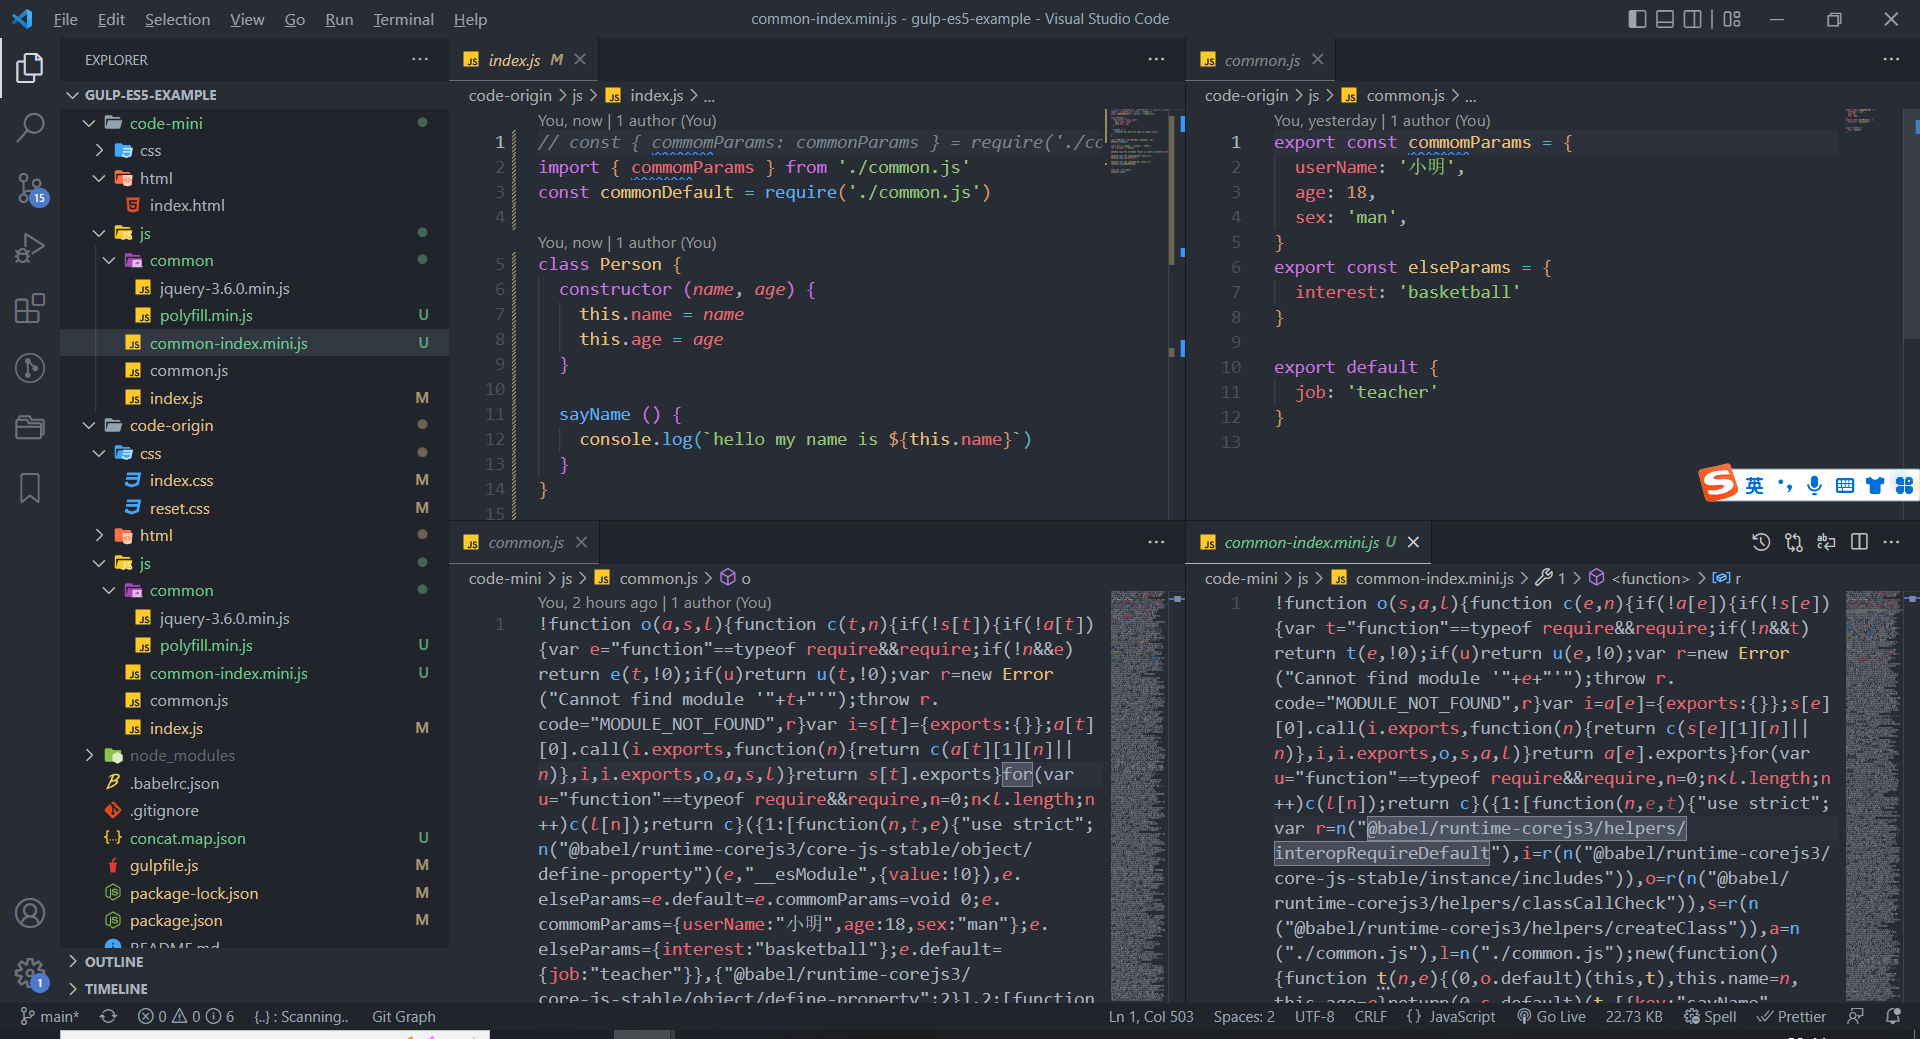 File Edit Selection View Go Run Terminal Help
common-index.mini.js - gulp-es5-example - Visual Studio Code
EXPLORER
GULP-ES5-EXAMPLE
code-mini
css
html
index.html
js
common
jquery-3.6.0.min.js
polyfill.min.js U
common-index.mini.js U
common.js
index.js M
code-origin
css
index.css M
reset.css M
html
js
common
jquery-3.6.0.min.js
polyfill.min.js U
common-index.mini.js U
common.js
index.js M
node_modules
.babelrc.json
.gitignore
concat.map.json U
gulpfile.js M
package-lock.json M
package.json M
README.md
OUTLINE
TIMELINE
15
1
index.js M
code-origin > js > index.js > ...
You, now | 1 author (You)
1 // const { commomParams: commonParams } = require('./co
2 import { commomParams } from './common.js'
3 const commonDefault = require('./common.js')
4
You, now | 1 author (You)
5 class Person {
6 constructor (name, age) {
7 this.name = name
8 this.age = age
9 }
10
11 sayName () {
12 console.log(`hello my name is ${this.name}`)
13 }
14 }
15
common.js
code-origin > js > common.js > ...
You, yesterday | 1 author (You)
1 export const commomParams = {
2 userName: '小明',
3 age: 18,
4 sex: 'man',
5 }
6 export const elseParams = {
7 interest: 'basketball'
8 }
9
10 export default {
11 job: 'teacher'
12 }
13
英
common.js
code-mini > js > common.js > o
You, 2 hours ago | 1 author (You)
1 !function o(a,s,l){function c(t,n){if(!s[t]){if(!a[t])
{var e="function"==typeof require&&require;if(!n&&e)
return e(t,!0);if(u)return u(t,!0);var r=new Error
("Cannot find module '"+t+"'");throw r.
code="MODULE_NOT_FOUND",r}var i=s[t]={exports:{}};a[t]
[0].call(i.exports,function(n){return c(a[t][1][n]||
n)},i,i.exports,o,a,s,l)}return s[t].exports}for(var
u="function"==typeof require&&require,n=0;n<l.length;n
++)c(l[n]);return c}({1:[function(n,t,e){"use strict";
n("@babel/runtime-corejs3/core-js-stable/object/
define-property")(e,"__esModule",{value:!0}),e.
elseParams=e.default=e.commomParams=void 0;e.
commomParams={userName:"小明",age:18,sex:"man"};e.
elseParams={interest:"basketball"};e.default=
{job:"teacher"}},{"@babel/runtime-corejs3/
core-js-stable/object/define-property":2}],2:[function
common-index.mini.js U
code-mini > js > common-index.mini.js > 1 > <function> > r
1 !function o(s,a,l){function c(e,n){if(!a[e]){if(!s[e])
{var t="function"==typeof require&&require;if(!n&&t)
return t(e,!0);if(u)return u(e,!0);var r=new Error
("Cannot find module '"+e+"'");throw r.
code="MODULE_NOT_FOUND",r}var i=a[e]={exports:{}};s[e]
[0].call(i.exports,function(n){return c(s[e][1][n]||
n)},i,i.exports,o,s,a,l)}return a[e].exports}for(var
u="function"==typeof require&&require,n=0;n<l.length;n
++)c(l[n]);return c}({1:[function(n,e,t){"use strict";
var r=n("@babel/runtime-corejs3/helpers/
interopRequireDefault"),i=r(n("@babel/runtime-corejs3/
core-js-stable/instance/includes")),o=r(n("@babel/
runtime-corejs3/helpers/classCallCheck")),s=r(n
("@babel/runtime-corejs3/helpers/createClass")),a=n
("./common.js"),l=n("./common.js");new(function()
{function t(n,e){(0,o.default)(this,t),this.name=n,
this.age=e}return(0,s.default)(t,[{key:"sayName"
main* 0 0 6 {..} : Scanning.. Git Graph
Ln 1, Col 503 Spaces: 2 UTF-8 CRLF {} JavaScript Go Live 22.73 KB Spell Prettier